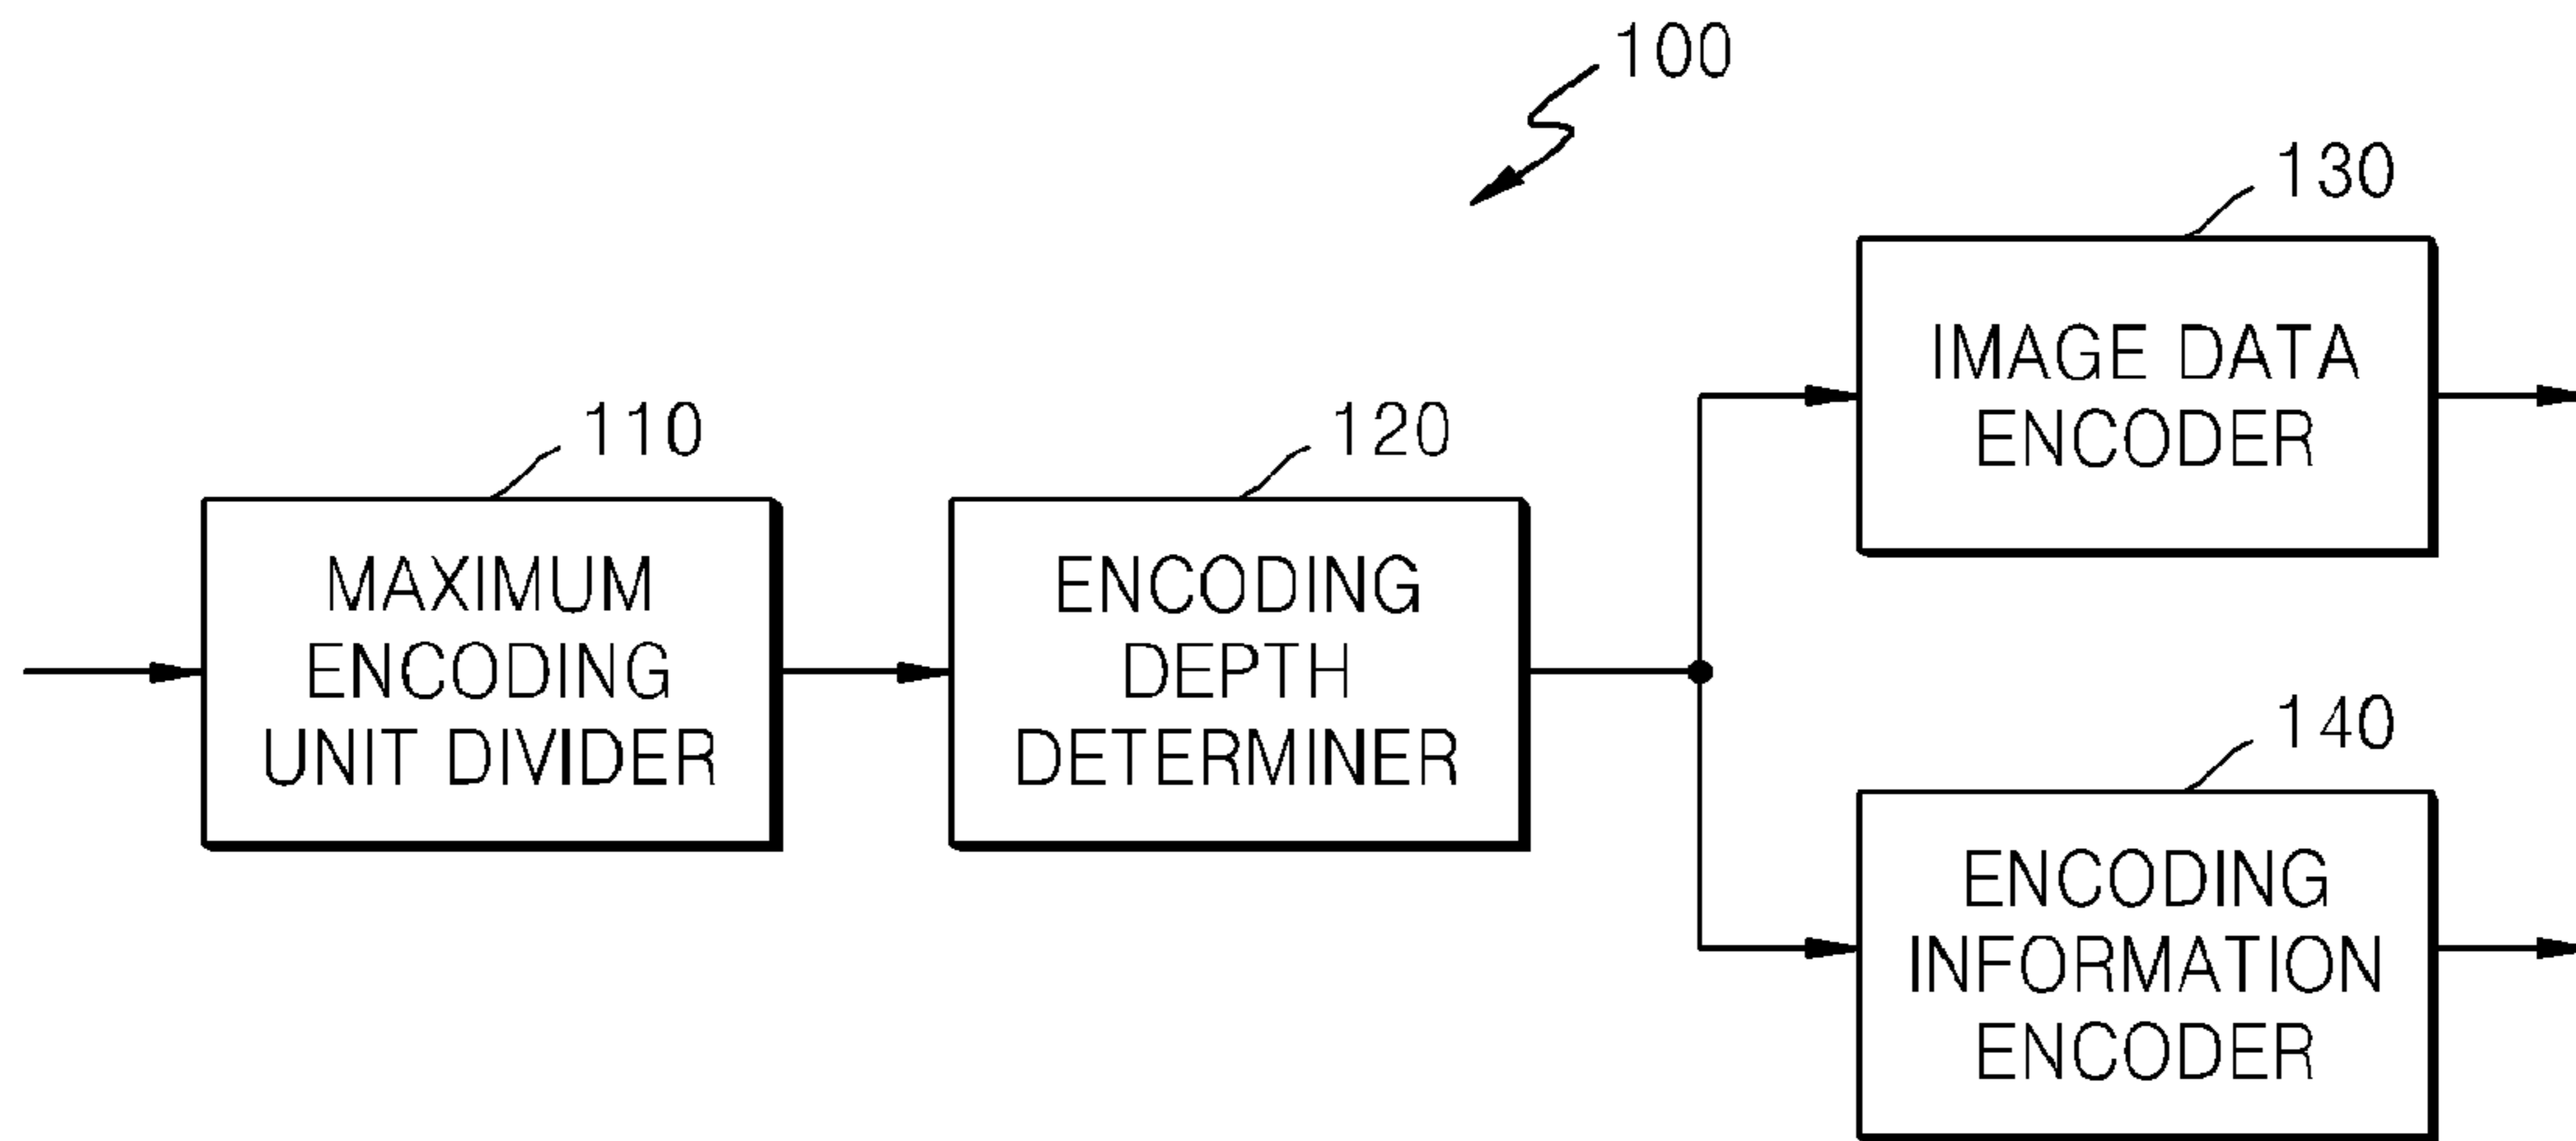 100
110
MAXIMUM
ENCODING
UNIT DIVIDER
120
ENCODING
DEPTH
DETERMINER
130
IMAGE DATA
ENCODER
140
ENCODING
INFORMATION
ENCODER